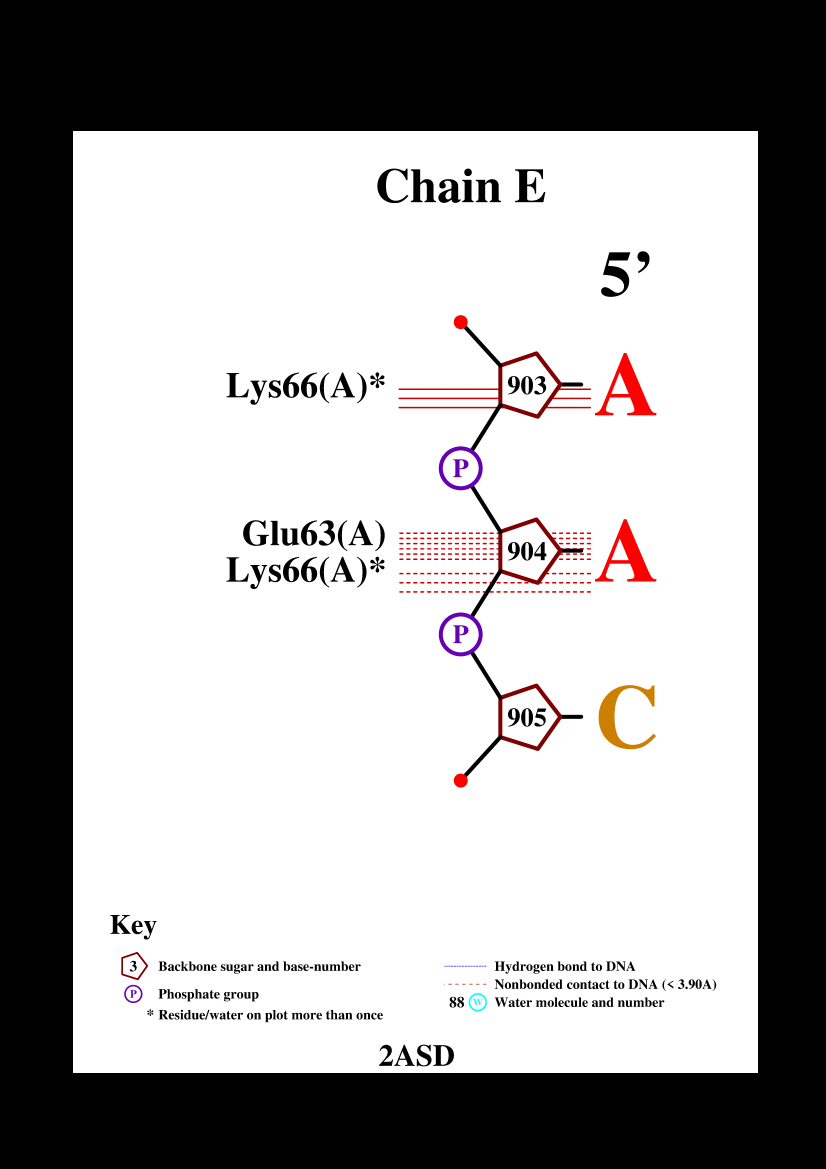 Chain E
5’
Lys66(A)*
903
A
P
Glu63(A)
Lys66(A)*
904
A
P
905
C
Key
3 Backbone sugar and base-number
P Phosphate group
* Residue/water on plot more than once
Hydrogen bond to DNA
Nonbonded contact to DNA (< 3.90A)
88 W Water molecule and number
2ASD